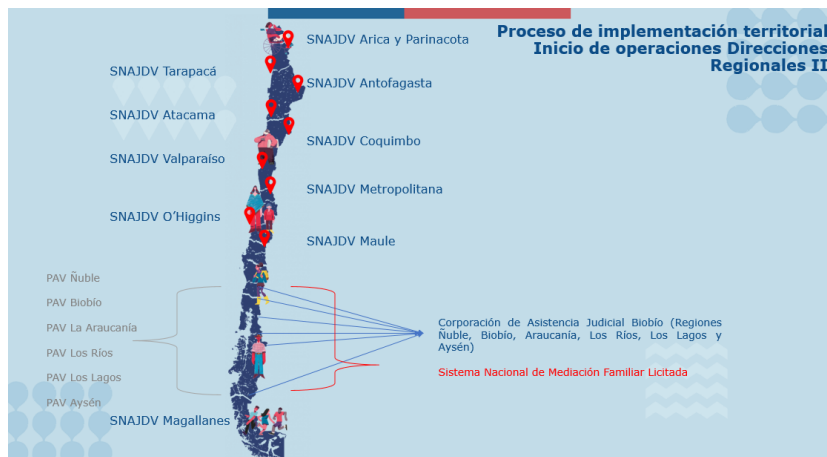 Proceso de implementación territorial
Inicio de operaciones Direcciones
Regionales II
SNAJDV Arica y Parinacota
SNAJDV Tarapacá
SNAJDV Antofagasta
SNAJDV Atacama
SNAJDV Coquimbo
SNAJDV Valparaíso
SNAJDV Metropolitana
SNAJDV O'Higgins
SNAJDV Maule
PAV Ñuble
PAV Biobío
PAV La Araucanía
PAV Los Ríos
PAV Los Lagos
PAV Aysén
Corporación de Asistencia Judicial Biobío (Regiones
Ñuble, Biobío, Araucanía, Los Ríos, Los Lagos y
Aysén)
Sistema Nacional de Mediación Familiar Licitada
SNAJDV Magallanes